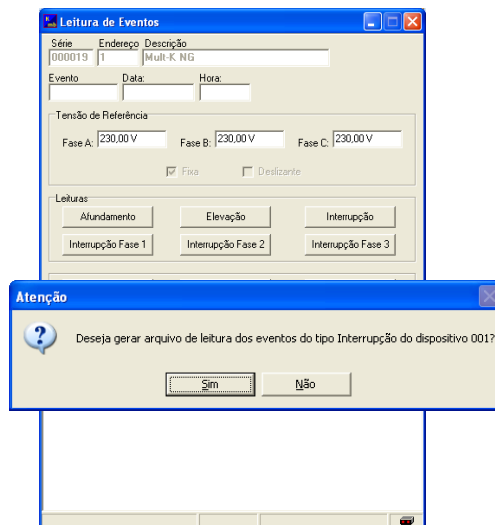 Leitura de Eventos
Série Endereço Descrição
000019 1 Mult-K NG
Evento Data: Hora:
Tensão de Referência
Fase A: 230,00 V Fase B: 230,00 V Fase C: 230,00 V
Fixa Deslizante
Leituras
Afundamento Elevação Interrupção
Interrupção Fase 1 Interrupção Fase 2 Interrupção Fase 3
Atenção
Deseja gerar arquivo de leitura dos eventos do tipo Interrupção do dispositivo 001?
Sim Não